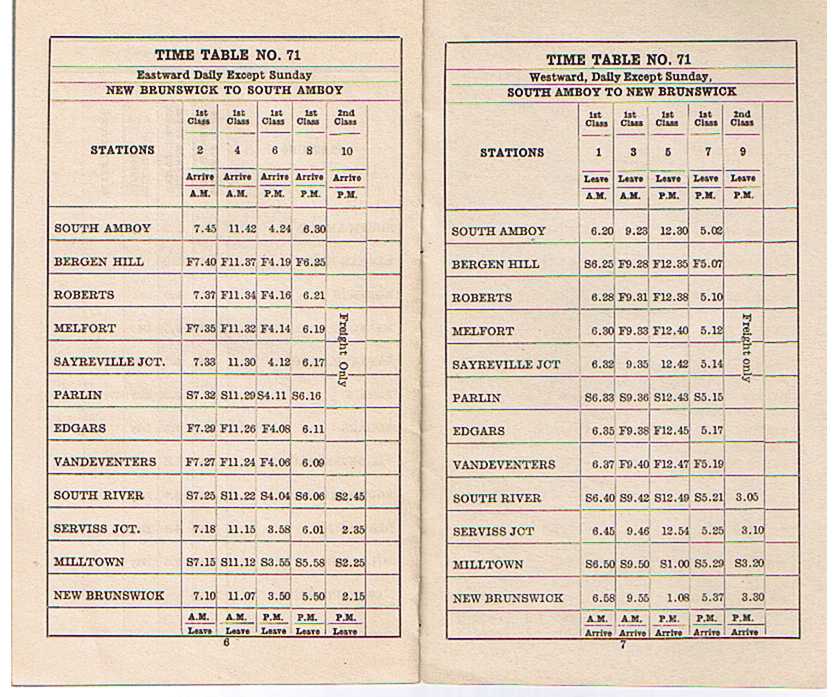 TIME TABLE NO. 71
Eastward Daily Except Sunday
NEW BRUNSWICK TO SOUTH AMBOY
STATIONS 1st Class 2 1st Class 4 1st Class 6 1st Class 8 2nd Class 10
Arrive Arrive Arrive Arrive Arrive
A.M. A.M. P.M. P.M. P.M.
SOUTH AMBOY 7.45 11.42 4.24 6.30
BERGEN HILL F7.40 F11.37 F4.19 F6.25
ROBERTS 7.37 F11.34 F4.16 6.21
MELFORT F7.35 F11.32 F4.14 6.19
SAYREVILLE JCT. 7.33 11.30 4.12 6.17
PARLIN S7.32 S11.29 S4.11 S6.16
EDGARS F7.29 F11.26 F4.08 6.11
VANDEVENTERS F7.27 F11.24 F4.06 6.09
SOUTH RIVER S7.25 S11.22 S4.04 S6.06 S2.45
SERVISS JCT. 7.18 11.15 3.58 6.01 2.35
MILLTOWN S7.15 S11.12 S3.55 S5.58 S2.25
NEW BRUNSWICK 7.10 11.07 3.50 5.50 2.15
A.M. A.M. P.M. P.M. P.M.
Leave Leave Leave Leave Leave
Freight Only
6
TIME TABLE NO. 71
Westward, Daily Except Sunday,
SOUTH AMBOY TO NEW BRUNSWICK
STATIONS 1st Class 1 1st Class 3 1st Class 5 1st Class 7 2nd Class 9
Leave Leave Leave Leave Leave
A.M. A.M. P.M. P.M. P.M.
SOUTH AMBOY 6.20 9.23 12.30 5.02
BERGEN HILL S6.25 F9.28 F12.35 F5.07
ROBERTS 6.28 F9.31 F12.38 5.10
MELFORT F6.30 F9.33 F12.40 5.12
SAYREVILLE JCT 6.32 9.35 12.42 5.14
PARLIN S6.33 S9.36 S12.43 S5.15
EDGARS 6.35 F9.38 F12.45 5.17
VANDEVENTERS 6.37 F9.40 F12.47 F5.19
SOUTH RIVER S6.40 S9.42 S12.49 S5.21 3.05
SERVISS JCT 6.45 9.46 12.54 5.25 3.10
MILLTOWN S6.50 S9.50 S1.00 S5.29 S3.20
NEW BRUNSWICK 6.58 9.55 1.08 5.37 3.30
A.M. A.M. P.M. P.M. P.M.
Arrive Arrive Arrive Arrive Arrive
Freight only
7